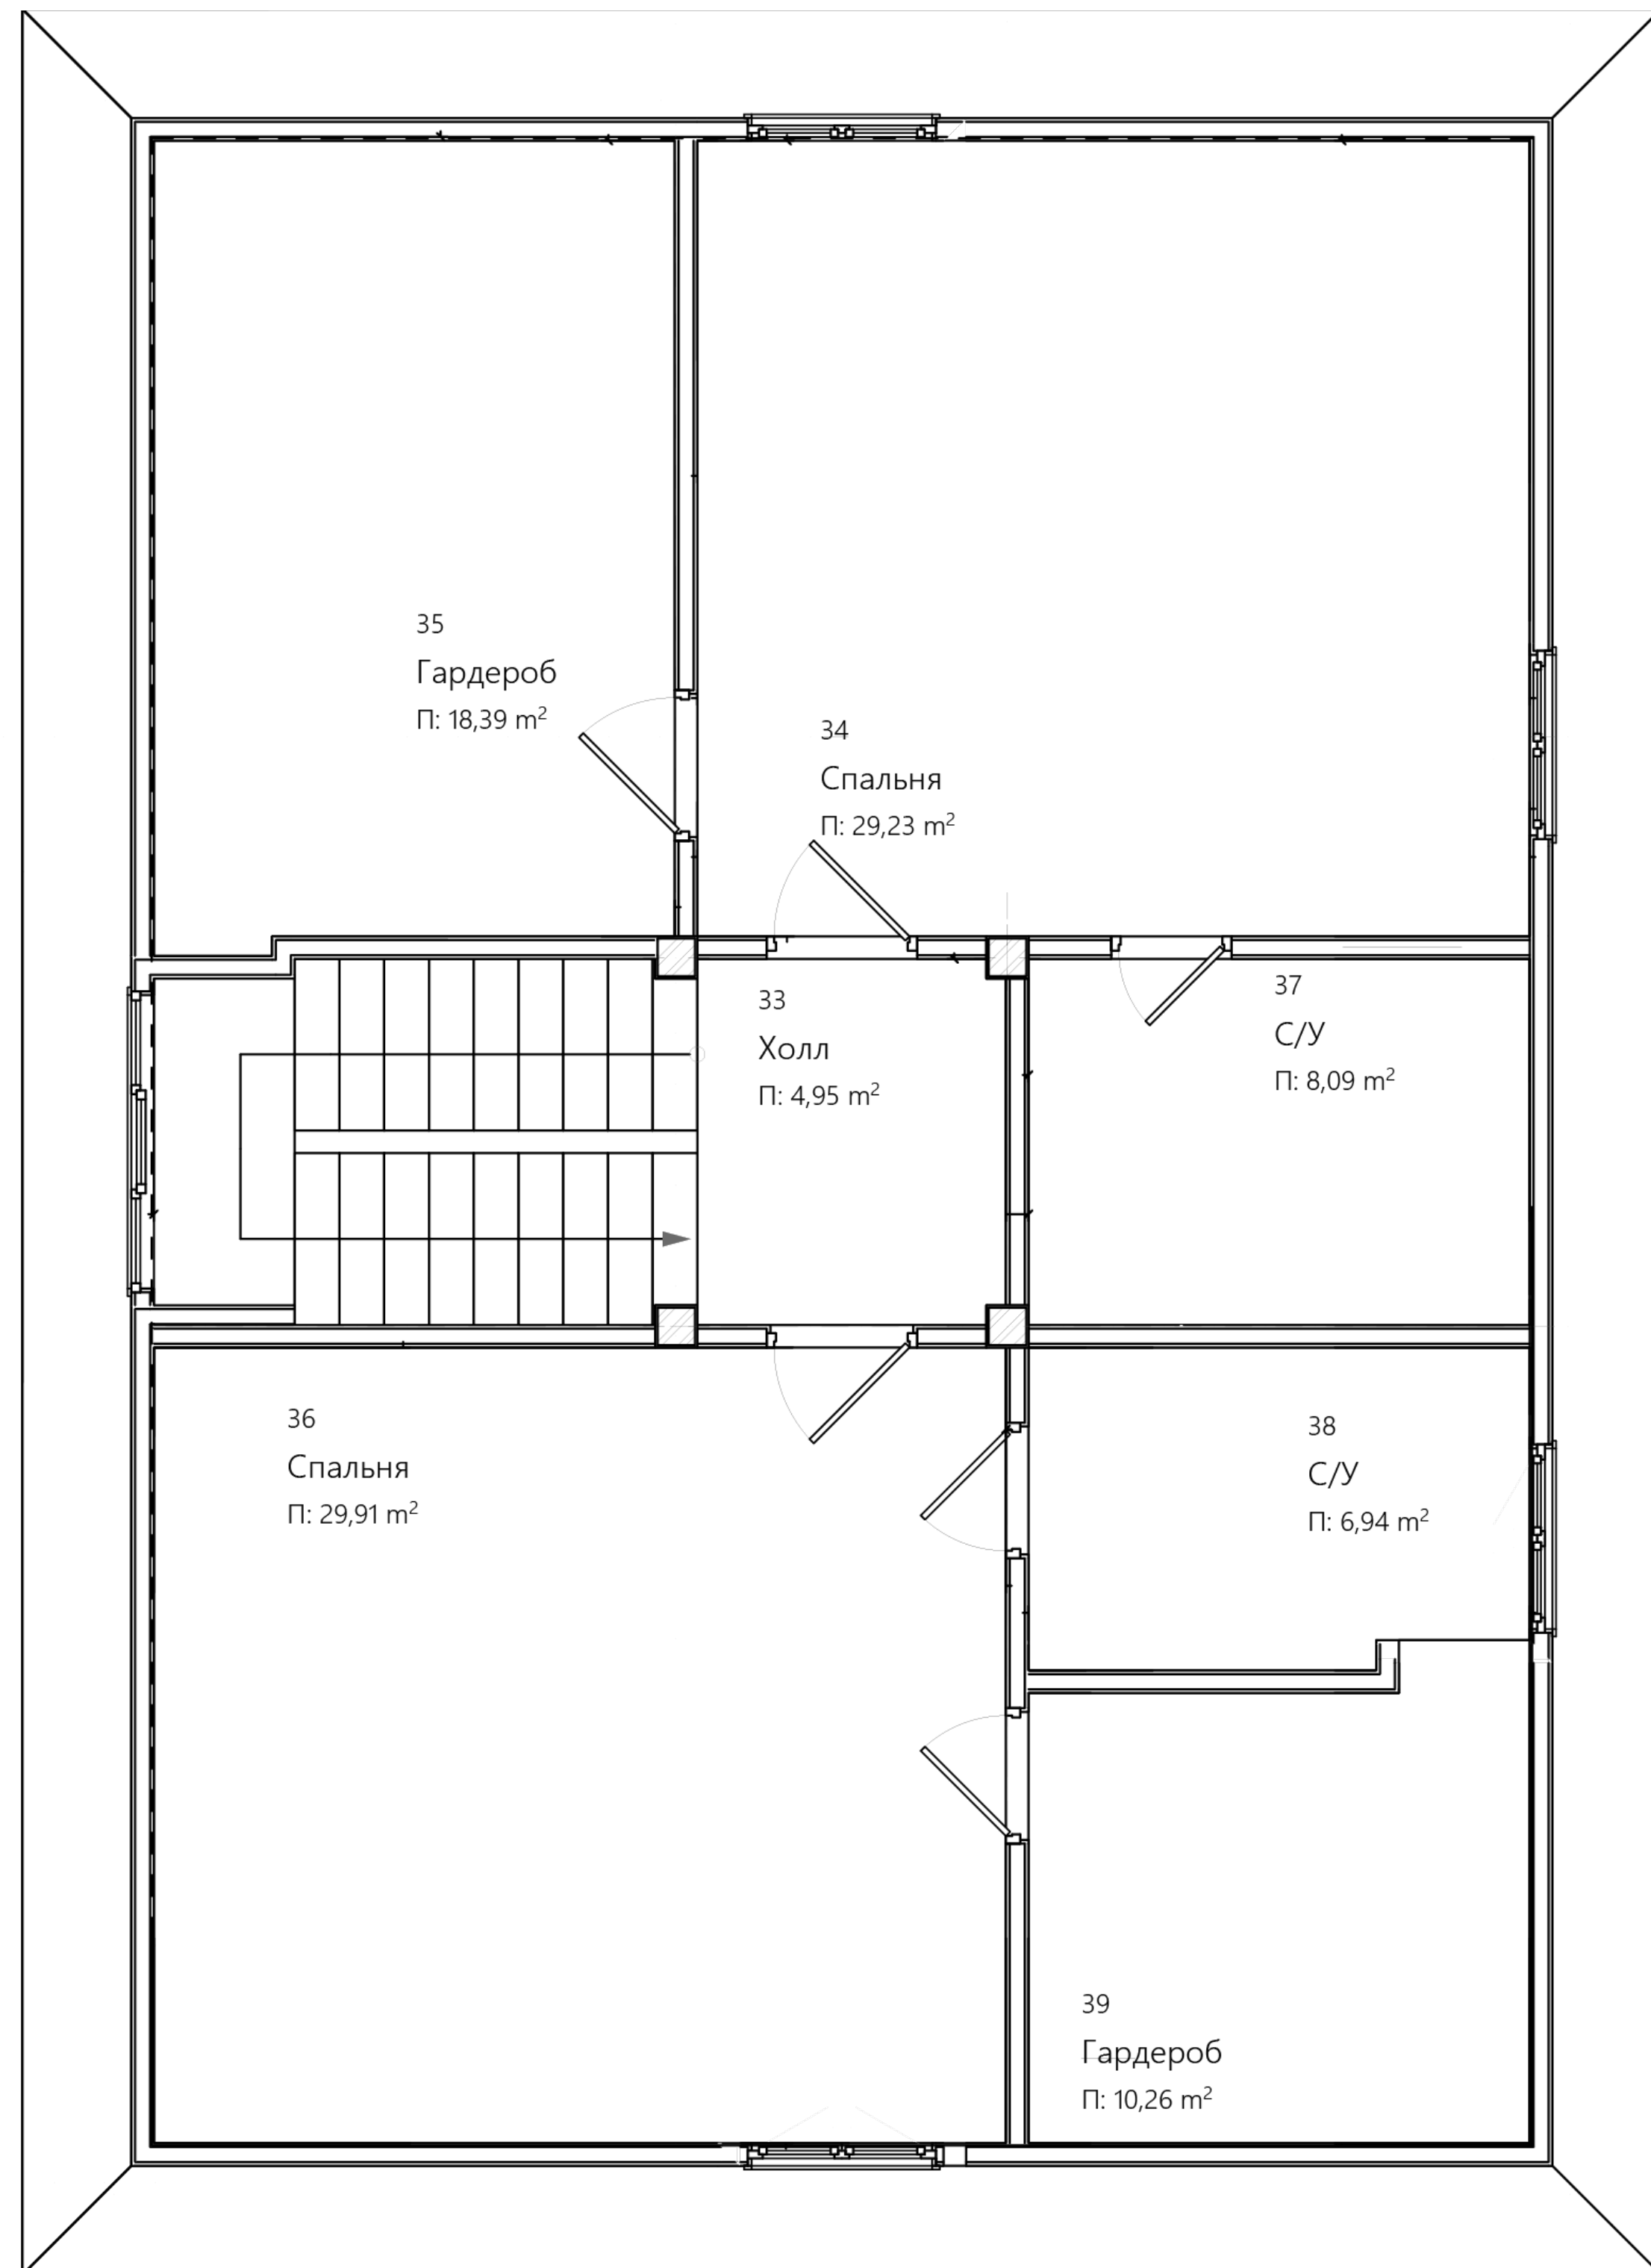 35
Гардероб
П: 18,39 m²
34
Спальня
П: 29,23 m²
33
Холл
П: 4,95 m²
37
С/У
П: 8,09 m²
36
Спальня
П: 29,91 m²
38
С/У
П: 6,94 m²
39
Гардероб
П: 10,26 m²